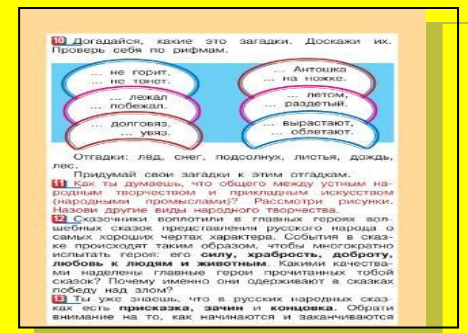 10 Догадайся, какие это загадки. Доскажи их.
Проверь себя по рифмам.
... не горит,
... не тонет.
... Антошка
... на ножке.
... лежал
... побежал.
... летом,
... раздетый.
... долговяз,
... увяз.
... вырастают,
... облетают.
Отгадки: лёд, снег, подсолнух, листья, дождь,
лес.
Придумай свои загадки к этим отгадкам.
11 Как ты думаешь, что общего между устным на-
родным творчеством и прикладным искусством
(народными промыслами)? Рассмотри рисунки.
Назови другие виды народного творчества.
12 Сказочники воплотили в главных героях вол-
шебных сказок представления русского народа о
самых хороших чертах характера. События в сказ-
ке происходят таким образом, чтобы многократно
испытать героя: его силу, храбрость, доброту,
любовь к людям и животным. Какими качества-
ми наделены главные герои прочитанных тобой
сказок? Почему именно они одерживают в сказках
победу над злом?
13 Ты уже знаешь, что в русских народных сказ-
ках есть присказка, зачин и концовка. Обрати
внимание на то, как начинаются и заканчиваются